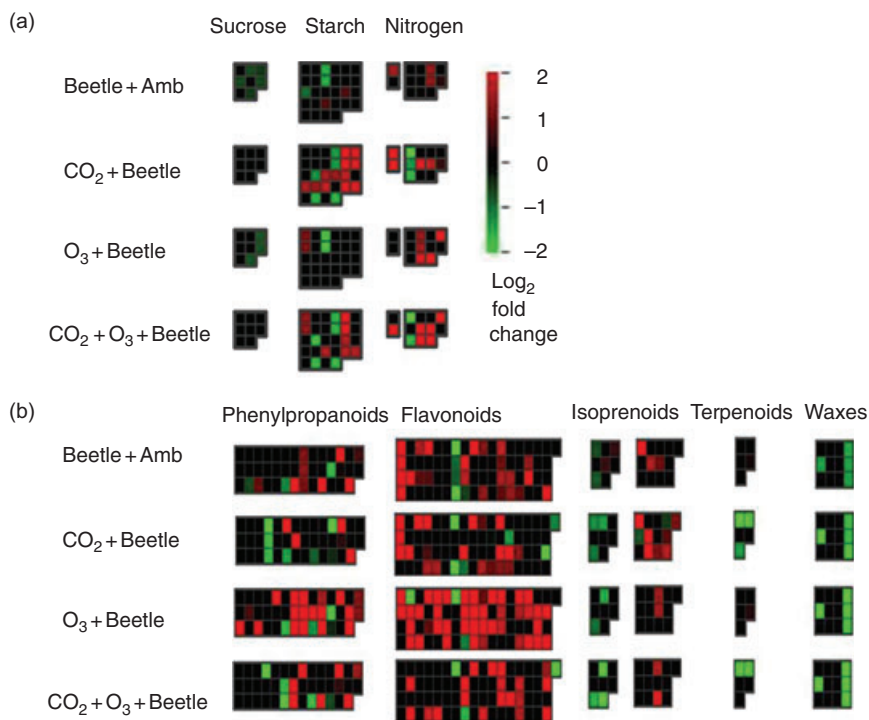 (a)
Sucrose Starch Nitrogen
Beetle + Amb
CO₂ + Beetle
O₃ + Beetle
CO₂ + O₃ + Beetle
2
1
0
–1
–2
Log₂
fold
change
(b)
Phenylpropanoids Flavonoids Isoprenoids Terpenoids Waxes
Beetle + Amb
CO₂ + Beetle
O₃ + Beetle
CO₂ + O₃ + Beetle